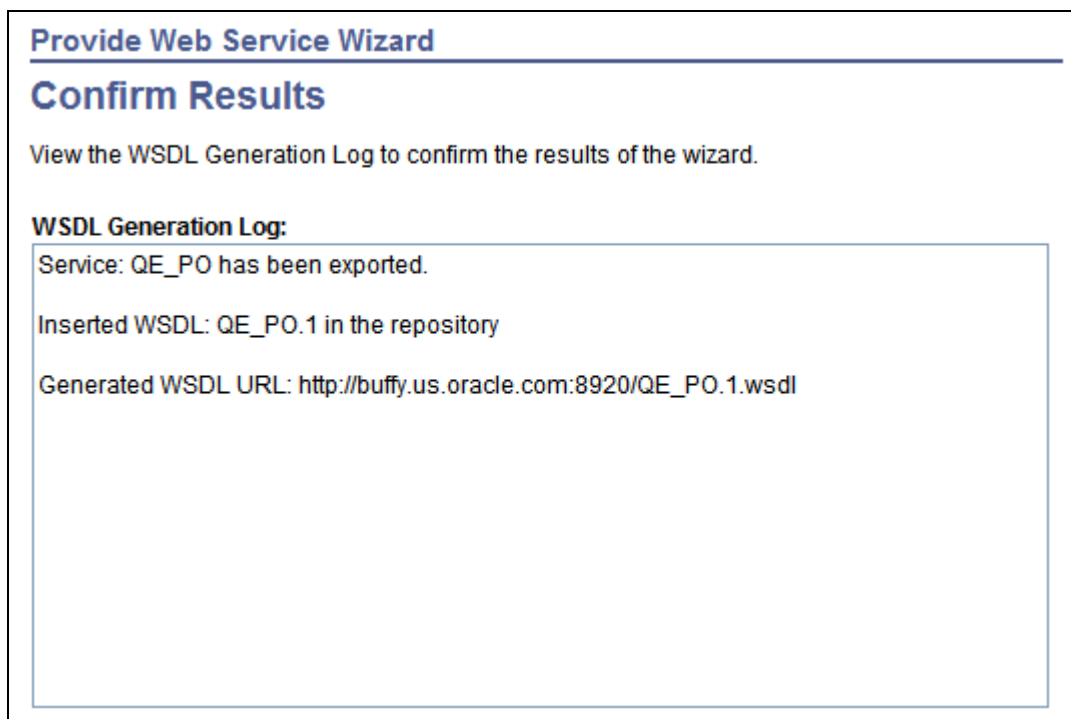 Provide Web Service Wizard
Confirm Results
View the WSDL Generation Log to confirm the results of the wizard.
WSDL Generation Log:
Service: QE_PO has been exported.
Inserted WSDL: QE_PO.1 in the repository
Generated WSDL URL: http://buffy.us.oracle.com:8920/QE_PO.1.wsdl